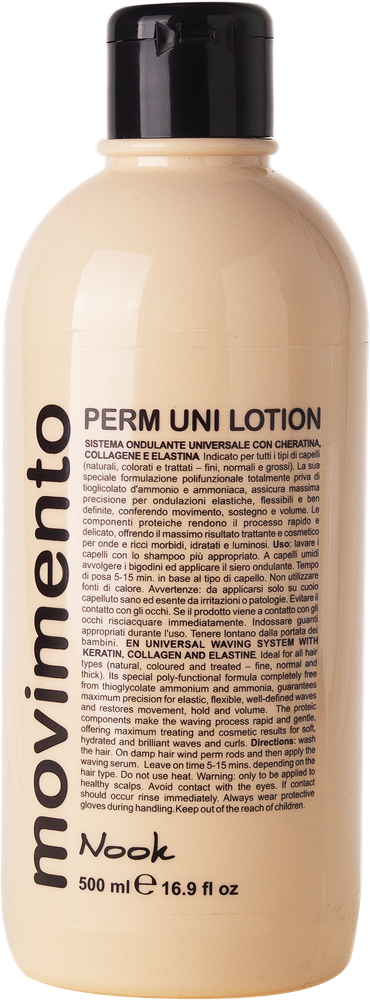 movimento
PERM UNI LOTION
SISTEMA ONDULANTE UNIVERSALE CON CHERATINA,
COLLAGENE E ELASTINA Indicato per tutti i tipi di capelli
(naturali, colorati e trattati – fini, normali e grossi). La sua
speciale formulazione polifunzionale totalmente priva di
tioglicolato d'ammonio e ammoniaca, assicura massima
precisione per ondulazioni elastiche, flessibili e ben
definite, conferendo movimento, sostegno e volume. Le
componenti proteiche rendono il processo rapido e
delicato, offrendo il massimo risultato trattante e cosmetico
per onde e ricci morbidi, idratati e luminosi. Uso: lavare i
capelli con lo shampoo più appropriato. A capelli umidi
avvolgere i bigodini ed applicare il siero ondulante. Tempo
di posa 5-15 min. in base al tipo di capello. Non utilizzare
fonti di calore. Avvertenze: da applicarsi solo su cuoio
capelluto sano ed esente da irritazioni o patologie. Evitare il
contatto con gli occhi. Se il prodotto viene a contatto con gli
occhi risciacquare immediatamente. Indossare guanti
appropriati durante l'uso. Tenere lontano dalla portata dei
bambini. EN UNIVERSAL WAVING SYSTEM WITH
KERATIN, COLLAGEN AND ELASTINE Ideal for all hair
types (natural, coloured and treated – fine, normal and
thick). Its special poly-functional formula completely free
from thioglycolate ammonium and ammonia, guarantees
maximum precision for elastic, flexible, well-defined waves
and restores movement, hold and volume. The proteic
components make the waving process rapid and gentle,
offering maximum treating and cosmetic results for soft,
hydrated and brilliant waves and curls. Directions: wash
the hair. On damp hair wind perm rods and then apply the
waving serum. Leave on time 5-15 mins. depending on the
hair type. Do not use heat. Warning: only to be applied to
healthy scalps. Avoid contact with the eyes. If contact
should occur rinse immediately. Always wear protective
gloves during handling.Keep out of the reach of children.
Nook
500 ml ℮ 16.9 fl oz